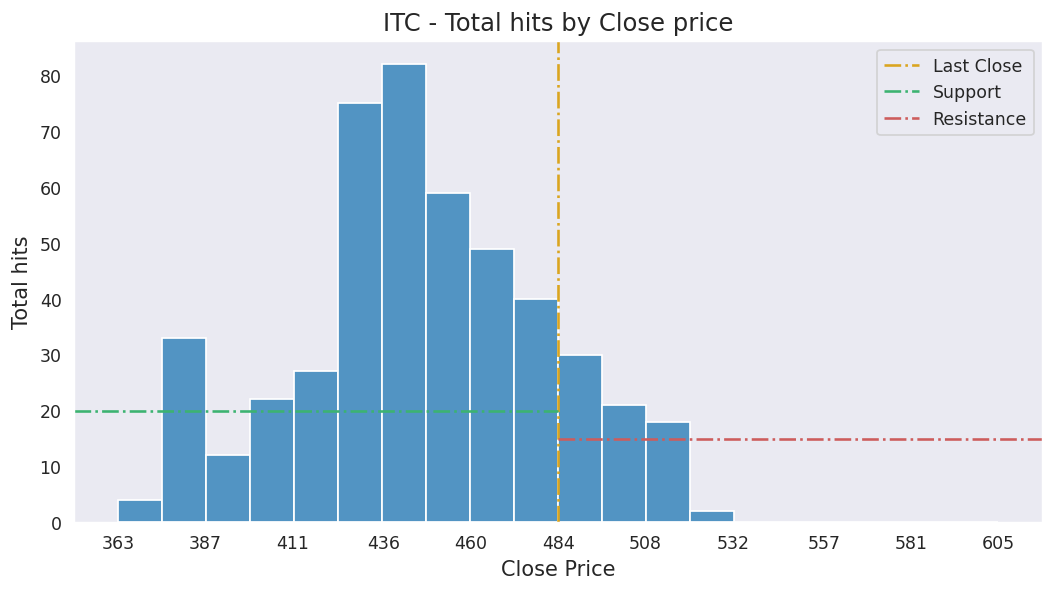 ITC - Total hits by Close price
Last Close
Support
Resistance
Total hits
80
70
60
50
40
30
20
10
0
363 387 411 436 460 484 508 532 557 581 605
Close Price